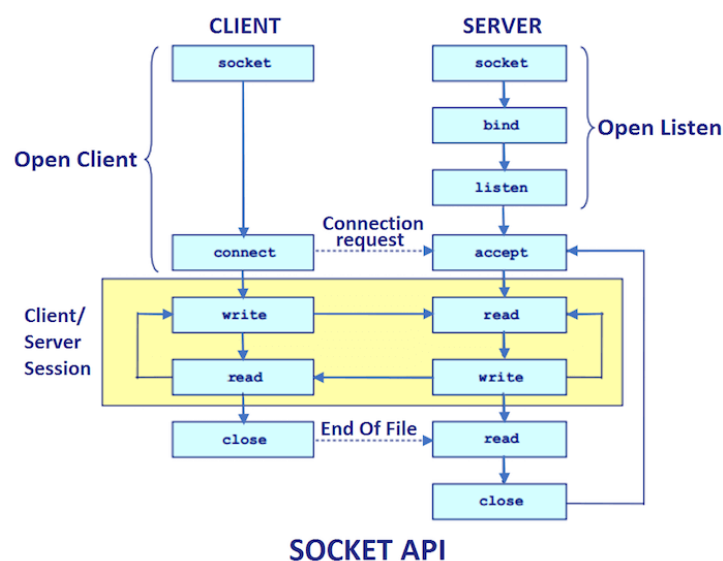 CLIENT
SERVER
socket
socket
bind
Open Client
Open Listen
listen
Connection
request
connect
accept
Client/
Server
Session
write
read
read
write
close
End Of File
read
close
SOCKET API